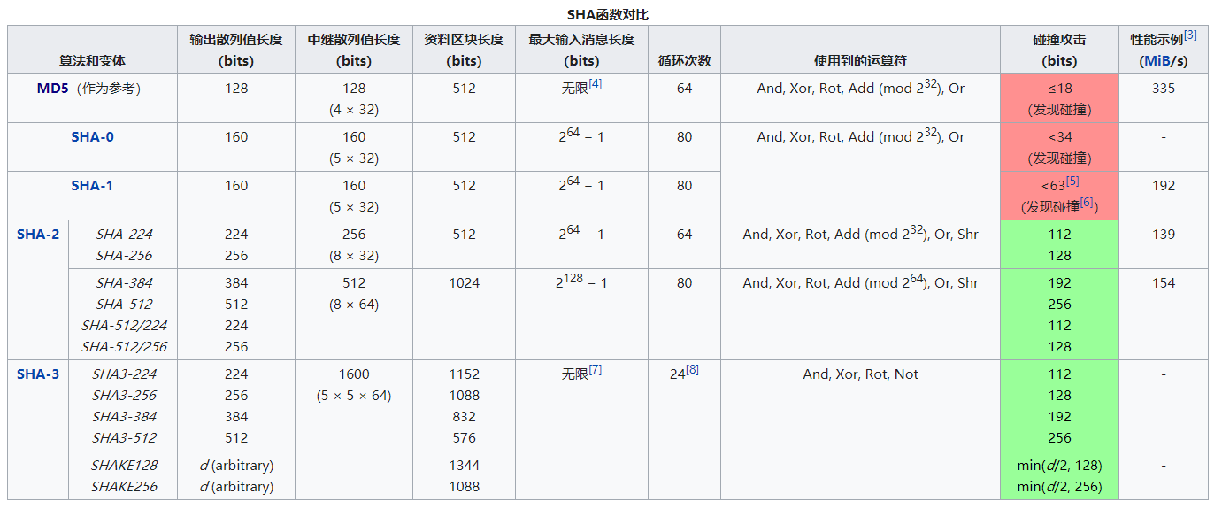 SHA函数对比
算法和变体 输出散列值长度 (bits) 中继散列值长度 (bits) 资料区块长度 (bits) 最大输入消息长度 (bits) 循环次数 使用到的运算符 碰撞攻击 (bits) 性能示例[3] (MiB/s)
MD5 (作为参考) 128 128 (4 × 32) 512 无限[4] 64 And, Xor, Rot, Add (mod 2^32), Or ≤18 (发现碰撞) 335
SHA-0 160 160 (5 × 32) 512 2^64 − 1 80 And, Xor, Rot, Add (mod 2^32), Or <34 (发现碰撞) -
SHA-1 160 160 (5 × 32) 512 2^64 − 1 80 <63[5] (发现碰撞[6]) 192
SHA-2 SHA-224 224 256 512 2^64 − 1 64 And, Xor, Rot, Add (mod 2^32), Or, Shr 112 139
SHA-256 256 (8 × 32) 128
SHA-384 384 512 1024 2^128 − 1 80 And, Xor, Rot, Add (mod 2^64), Or, Shr 192 154
SHA-512 512 (8 × 64) 256
SHA-512/224 224 112
SHA-512/256 256 128
SHA-3 SHA3-224 224 1600 1152 无限[7] 24[8] And, Xor, Rot, Not 112 -
SHA3-256 256 (5 × 5 × 64) 1088 128
SHA3-384 384 832 192
SHA3-512 512 576 256
SHAKE128 d (arbitrary) 1344 min(d/2, 128) -
SHAKE256 d (arbitrary) 1088 min(d/2, 256)